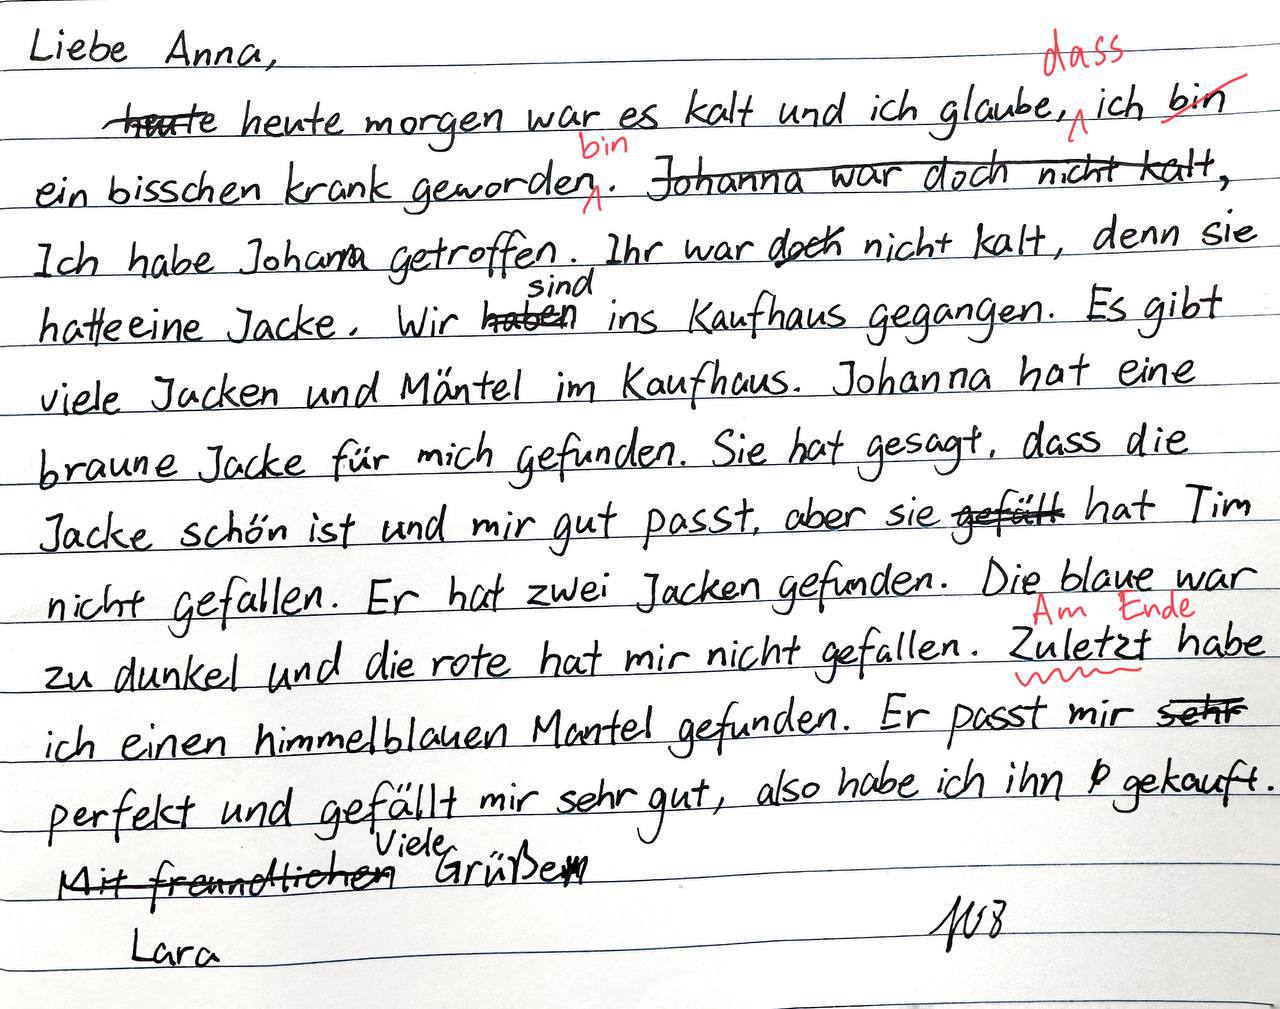 Liebe Anna,
dass
heute heute morgen war es kalt und ich glaube, ich bin
bin
ein bisschen krank geworden. Johanna war doch nicht kalt,
Ich habe Johann getroffen. Ihr war doch nicht kalt, denn sie
sind
hatte eine Jacke. Wir haben ins Kaufhaus gegangen. Es gibt
viele Jacken und Mäntel im Kaufhaus. Johanna hat eine
braune Jacke für mich gefunden. Sie hat gesagt, dass die
Jacke schön ist und mir gut passt, aber sie gefällt hat Tim
nicht gefallen. Er hat zwei Jacken gefunden. Die blaue war
Am Ende
zu dunkel und die rote hat mir nicht gefallen. Zuletzt habe
ich einen himmelblauen Mantel gefunden. Er passt mir sehr
perfekt und gefällt mir sehr gut, also habe ich ihn gekauft.
Viele
Mit freundlichen Grüßen
Lara
108